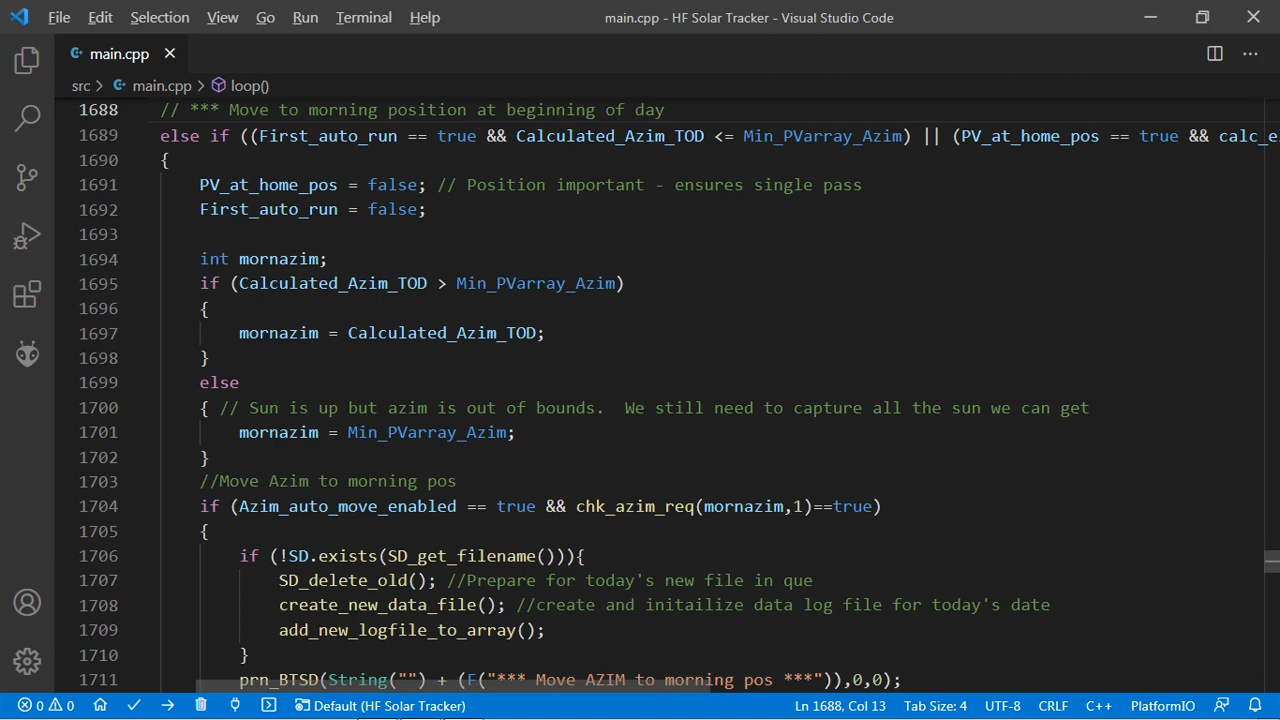 File Edit Selection View Go Run Terminal Help main.cpp - HF Solar Tracker - Visual Studio Code
main.cpp
src > main.cpp > loop()
1688 // *** Move to morning position at beginning of day
1689 else if ((First_auto_run == true && Calculated_Azim_TOD <= Min_PVarray_Azim) || (PV_at_home_pos == true && calc_e
1690 {
1691 PV_at_home_pos = false; // Position important - ensures single pass
1692 First_auto_run = false;
1693
1694 int mornazim;
1695 if (Calculated_Azim_TOD > Min_PVarray_Azim)
1696 {
1697 mornazim = Calculated_Azim_TOD;
1698 }
1699 else
1700 { // Sun is up but azim is out of bounds.  We still need to capture all the sun we can get
1701 mornazim = Min_PVarray_Azim;
1702 }
1703 //Move Azim to morning pos
1704 if (Azim_auto_move_enabled == true && chk_azim_req(mornazim,1)==true)
1705 {
1706 if (!SD.exists(SD_get_filename())){
1707 SD_delete_old(); //Prepare for today's new file in que
1708 create_new_data_file(); //create and initailize data log file for today's date
1709 add_new_logfile_to_array();
1710 }
1711 prn_BTSD(String("") + (F("*** Move AZIM to morning pos ***")),0,0);
0 0 Default (HF Solar Tracker) Ln 1688, Col 13 Tab Size: 4 UTF-8 CRLF C++ PlatformIO